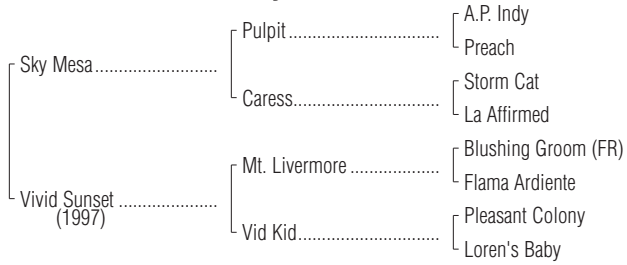 A.P. Indy
Pulpit
Preach
Sky Mesa
Storm Cat
Caress
La Affirmed
Blushing Groom (FR)
Mt. Livermore
Flama Ardiente
Vivid Sunset
(1997)
Pleasant Colony
Vid Kid
Loren's Baby